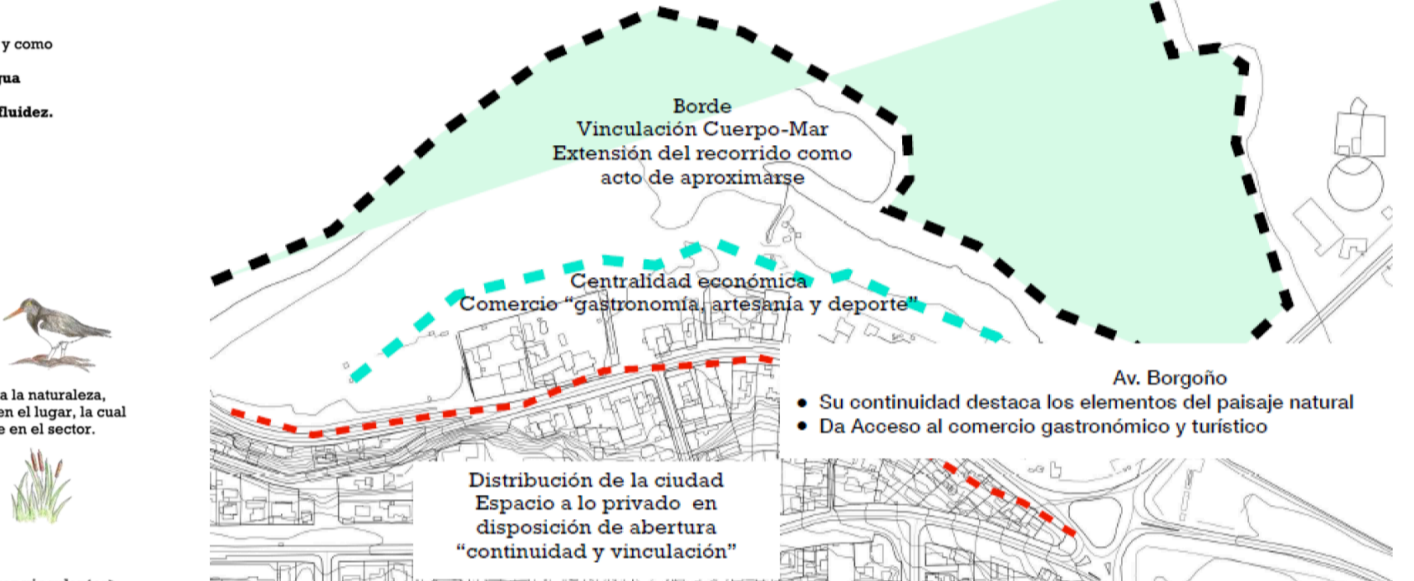 y como
gua
fluidez.
a la naturaleza,
en el lugar, la cual
e en el sector.
Borde
Vinculación Cuerpo-Mar
Extensión del recorrido como
acto de aproximarse
Centralidad económica
Comercio “gastronomía, artesanía y deporte”
Av. Borgoño
● Su continuidad destaca los elementos del paisaje natural
● Da Acceso al comercio gastronómico y turístico
Distribución de la ciudad
Espacio a lo privado en
disposición de abertura
“continuidad y vinculación”